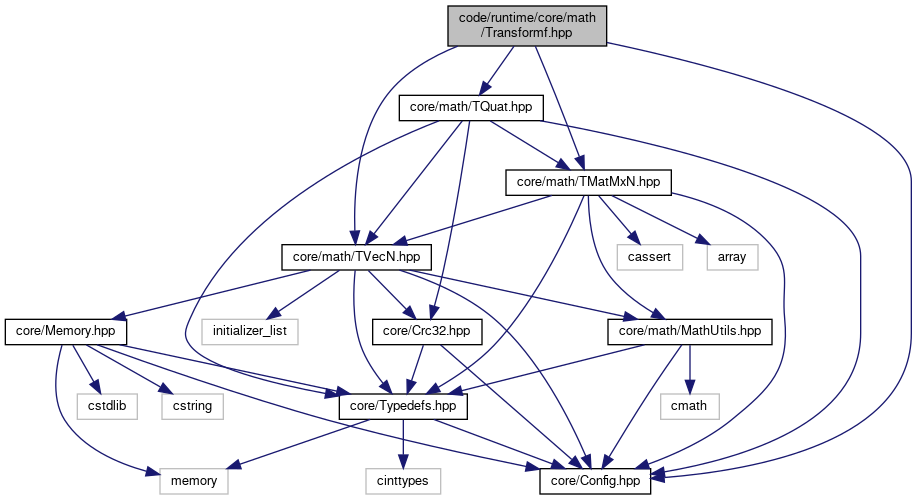 code/runtime/core/math
/Transformf.hpp
core/math/TQuat.hpp
core/math/TMatMxN.hpp
core/math/TVecN.hpp
cassert
array
core/Memory.hpp
initializer_list
core/Crc32.hpp
core/math/MathUtils.hpp
cstdlib
cstring
core/Typedefs.hpp
cmath
memory
cinttypes
core/Config.hpp